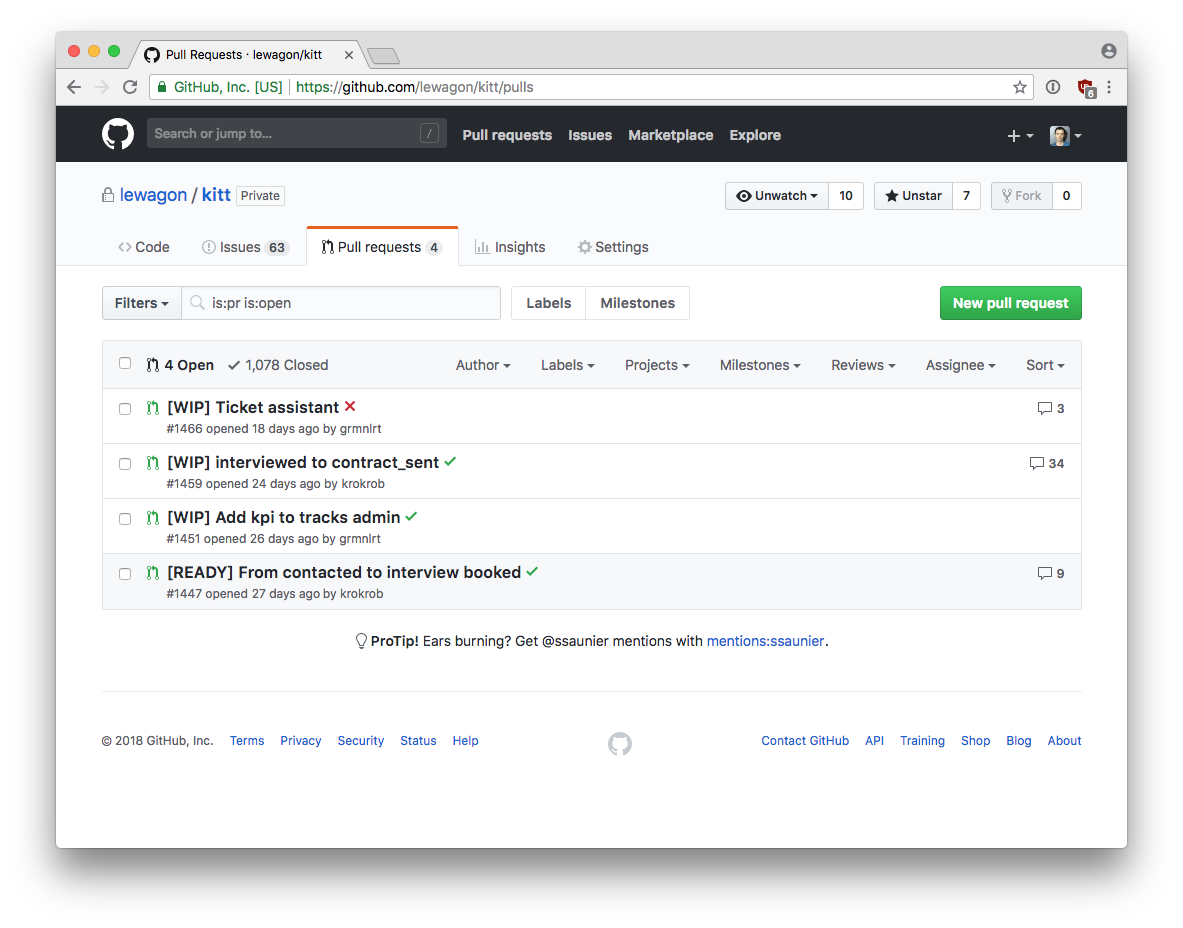 Pull Requests · lewagon/kitt
GitHub, Inc. [US] https://github.com/lewagon/kitt/pulls
6
Search or jump to... / Pull requests Issues Marketplace Explore
lewagon / kitt Private Unwatch 10 Unstar 7 Fork 0
Code Issues 63 Pull requests 4 Insights Settings
Filters is:pr is:open Labels Milestones New pull request
4 Open 1,078 Closed Author Labels Projects Milestones Reviews Assignee Sort
[WIP] Ticket assistant 3
#1466 opened 18 days ago by grmnlrt
[WIP] interviewed to contract_sent 34
#1459 opened 24 days ago by krokrob
[WIP] Add kpi to tracks admin
#1451 opened 26 days ago by grmnlrt
[READY] From contacted to interview booked 9
#1447 opened 27 days ago by krokrob
ProTip! Ears burning? Get @ssaunier mentions with mentions:ssaunier.
© 2018 GitHub, Inc. Terms Privacy Security Status Help Contact GitHub API Training Shop Blog About